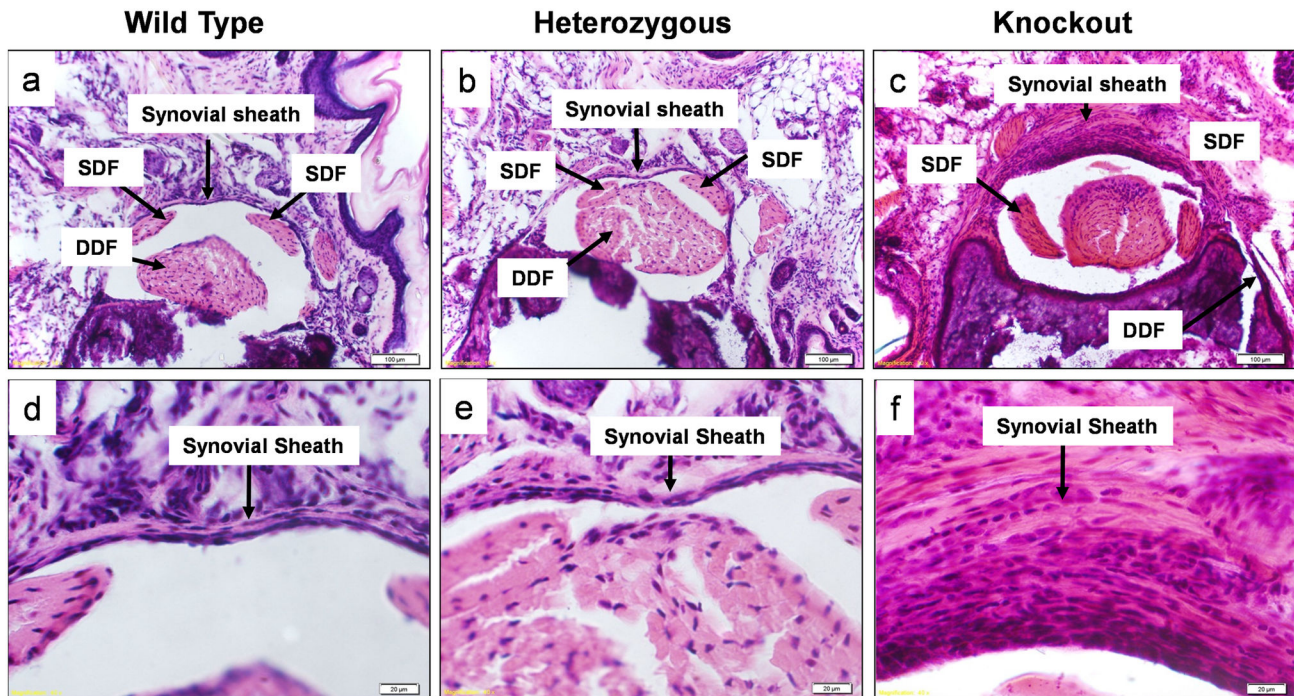 Wild Type
Heterozygous
Knockout
a
Synovial sheath
SDF
SDF
DDF
100 µm
b
Synovial sheath
SDF
SDF
DDF
100 µm
c
Synovial sheath
SDF
SDF
DDF
100 µm
d
Synovial Sheath
20 µm
e
Synovial Sheath
20 µm
f
Synovial Sheath
20 µm